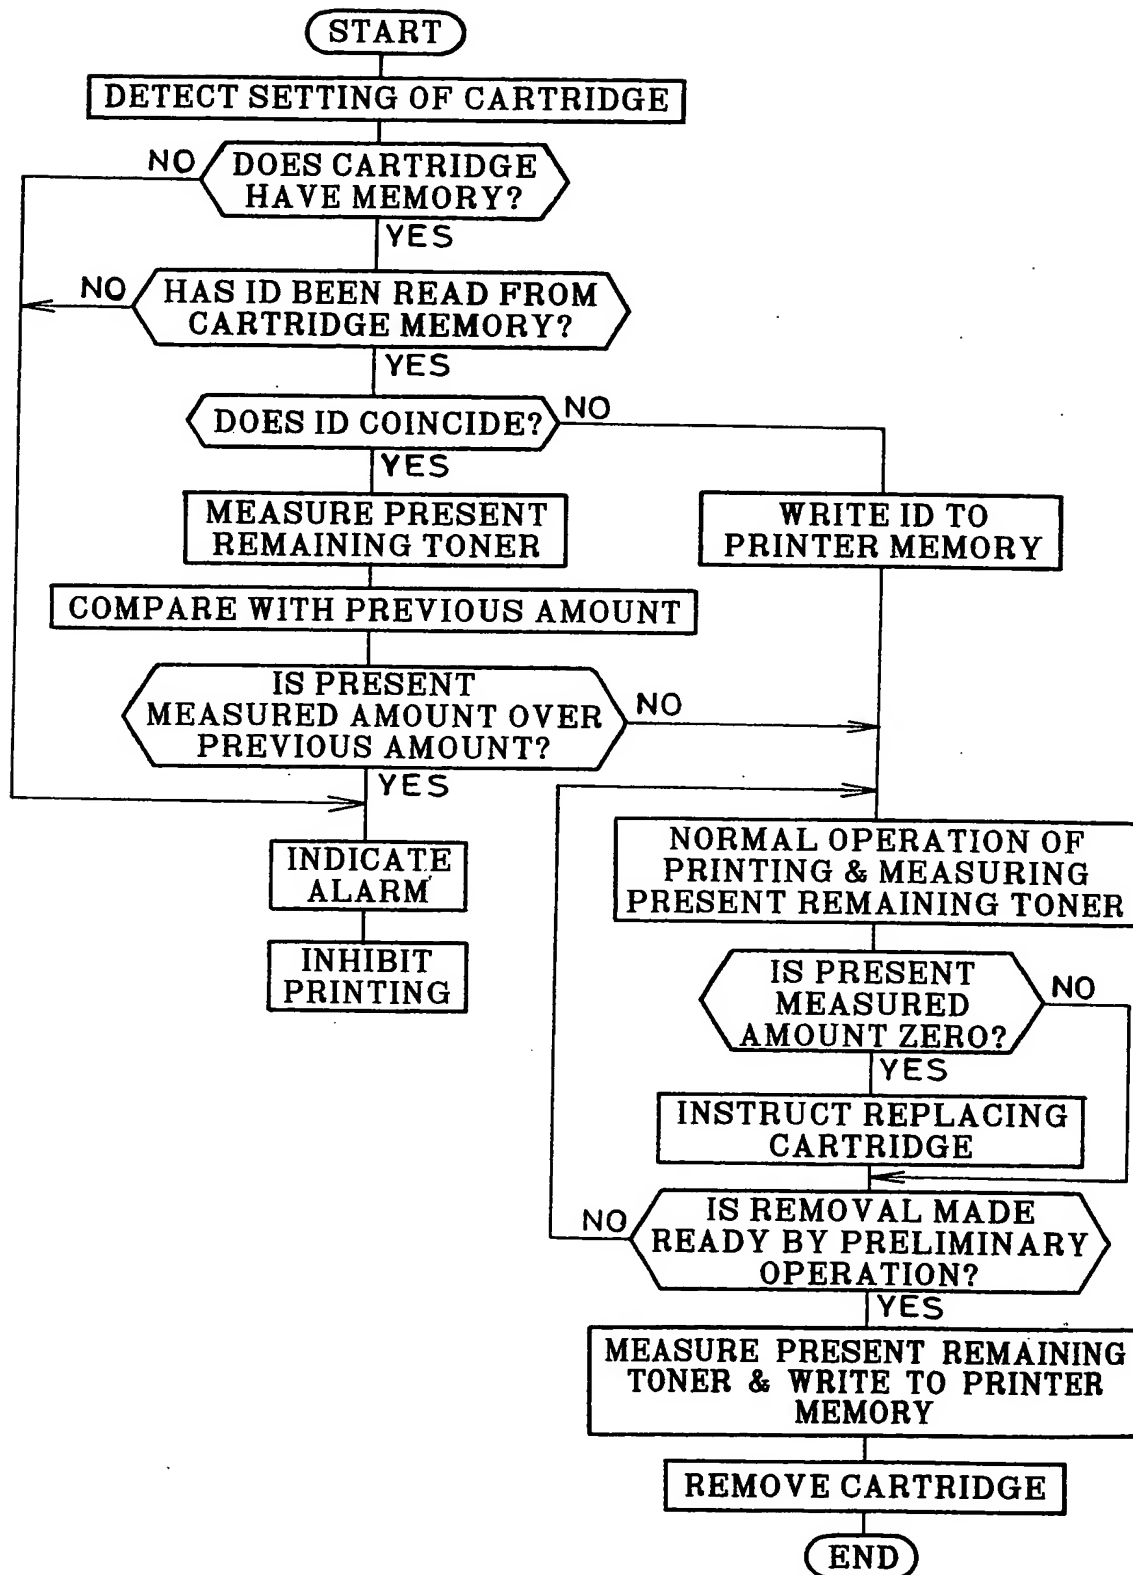 START
DETECT SETTING OF CARTRIDGE
NO
DOES CARTRIDGE
HAVE MEMORY?
YES
NO
HAS ID BEEN READ FROM
CARTRIDGE MEMORY?
YES
DOES ID COINCIDE?
NO
YES
MEASURE PRESENT
REMAINING TONER
WRITE ID TO
PRINTER MEMORY
COMPARE WITH PREVIOUS AMOUNT
IS PRESENT
MEASURED AMOUNT OVER
PREVIOUS AMOUNT?
NO
YES
INDICATE
ALARM
INHIBIT
PRINTING
NORMAL OPERATION OF
PRINTING & MEASURING
PRESENT REMAINING TONER
IS PRESENT
MEASURED
AMOUNT ZERO?
NO
YES
INSTRUCT REPLACING
CARTRIDGE
NO
IS REMOVAL MADE
READY BY PRELIMINARY
OPERATION?
YES
MEASURE PRESENT REMAINING
TONER & WRITE TO PRINTER
MEMORY
REMOVE CARTRIDGE
END